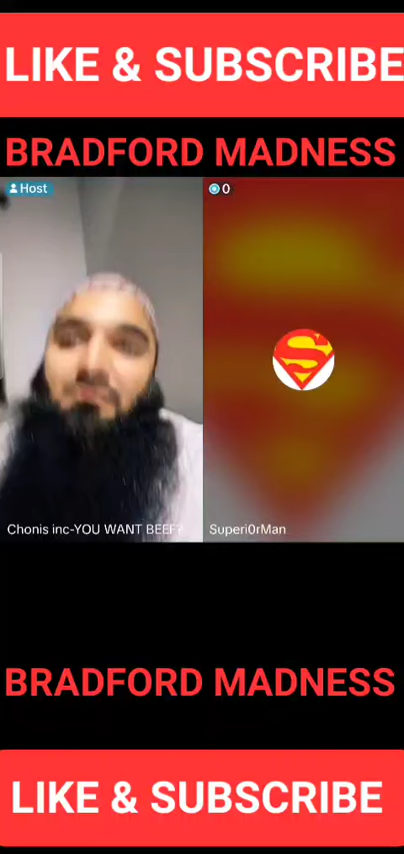 LIKE & SUBSCRIBE
BRADFORD MADNESS
Host
0
Chonis inc-YOU WANT BEEF?
Superi0rMan
BRADFORD MADNESS
LIKE & SUBSCRIBE